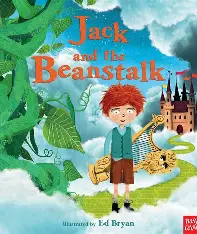 Jack
and the
Beanstalk
Illustrated by Ed Bryan